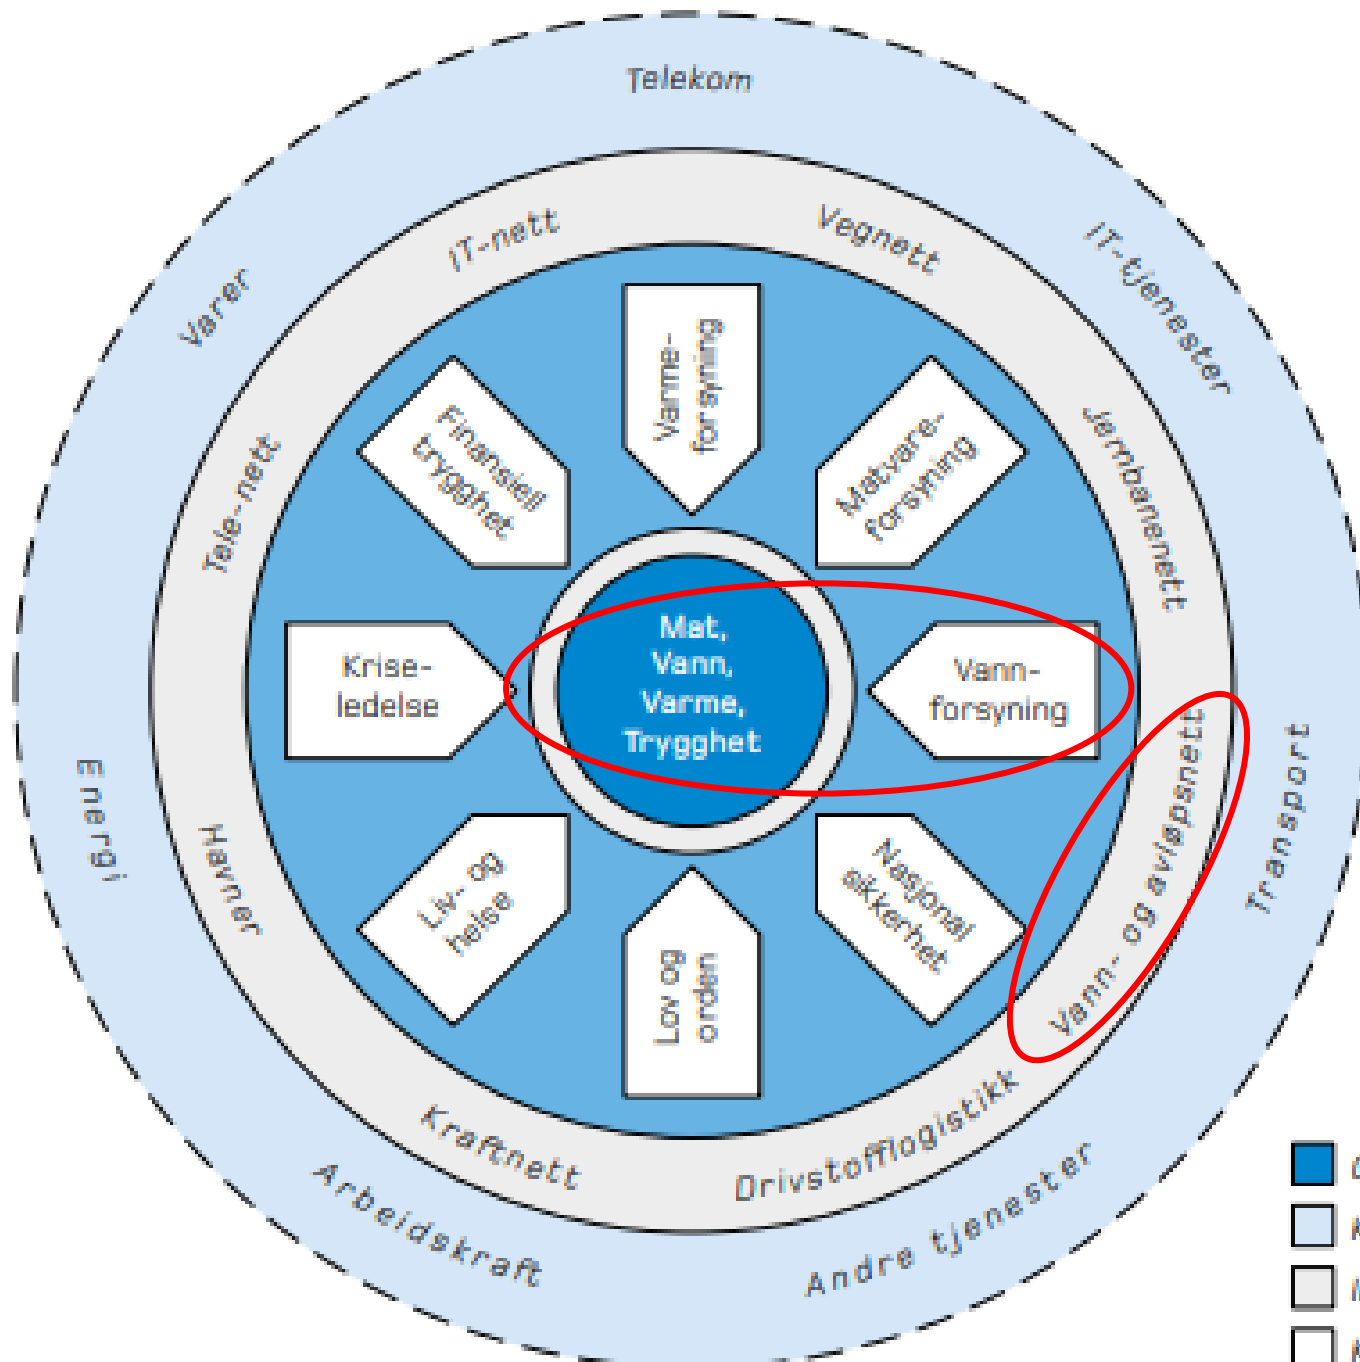 Telekom
IT-tjenester
Transport
Andre tjenester
Arbeidskraft
Energi
Varer
IT-nett
Vegnett
Jernbanenett
Vann- og avløpsnett
Drivstofflogistikk
Kraftnett
Havner
Tele-nett
Varme-
forsyning
Matvare-
forsyning
Vann-
forsyning
Nasjonal
sikkerhet
Lov og
orden
Liv- og
helse
Krise-
ledelse
Finansiell
trygghet
Mat,
Vann,
Varme,
Trygghet